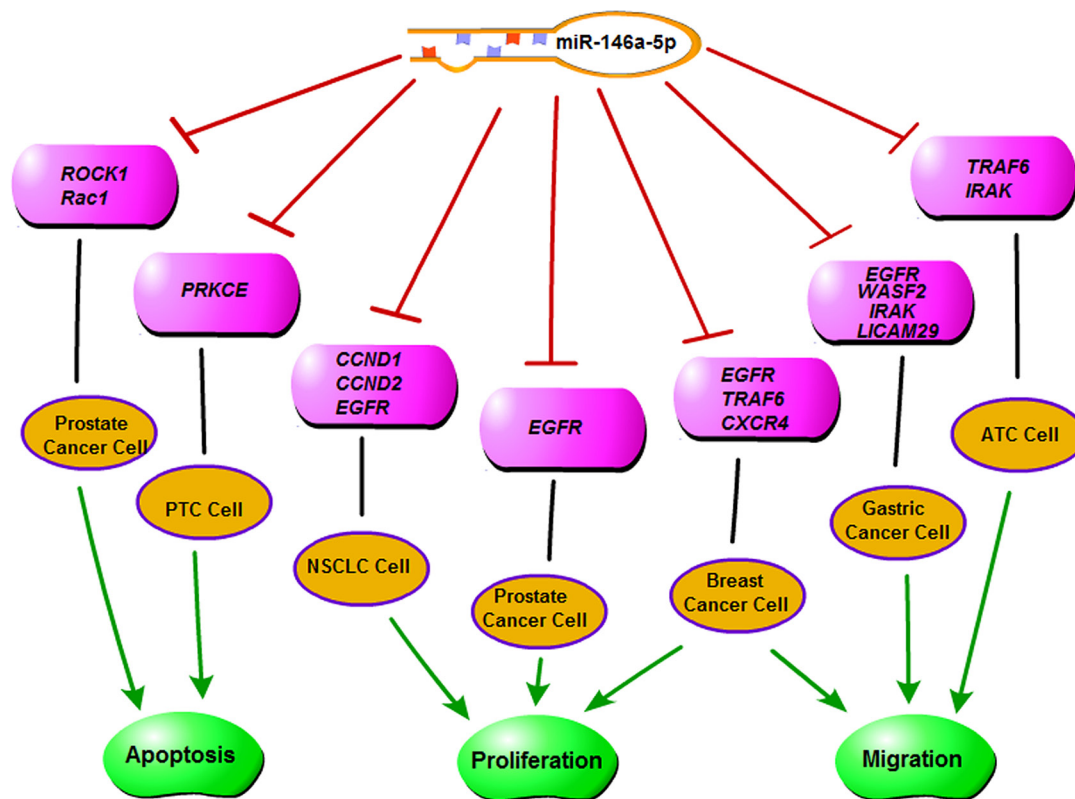 miR-146a-5p
ROCK1
Rac1
TRAF6
IRAK
PRKCE
EGFR
WASF2
IRAK
LICAM29
CCND1
CCND2
EGFR
EGFR
EGFR
TRAF6
CXCR4
Prostate
Cancer Cell
PTC Cell
NSCLC Cell
Prostate
Cancer Cell
Breast
Cancer Cell
Gastric
Cancer Cell
ATC Cell
Apoptosis
Proliferation
Migration